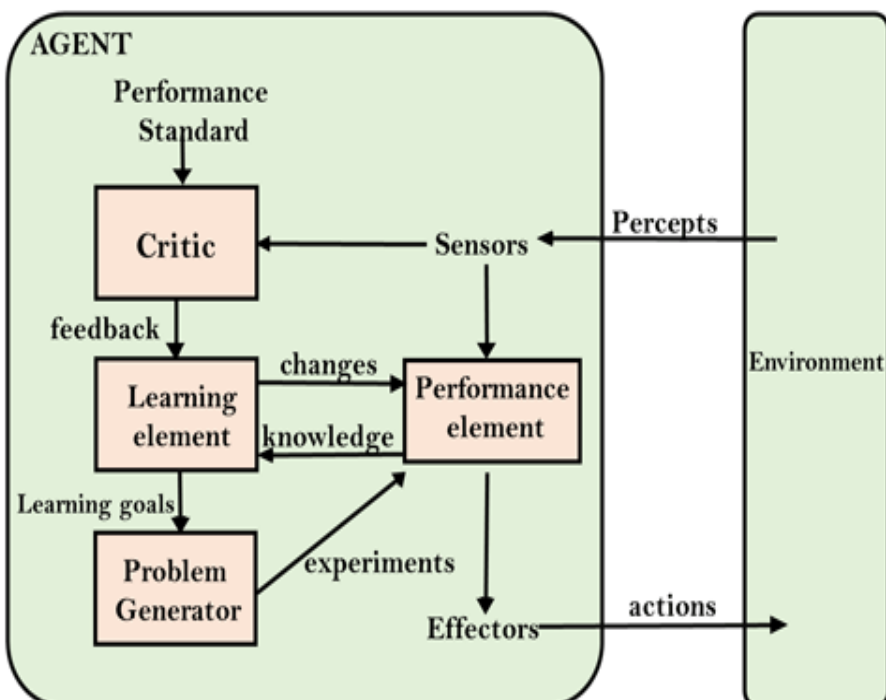 AGENT
Performance
Standard
Critic
Sensors
Percepts
feedback
changes
Environment
Learning
element
Performance
element
knowledge
Learning goals
Problem
Generator
experiments
Effectors
actions